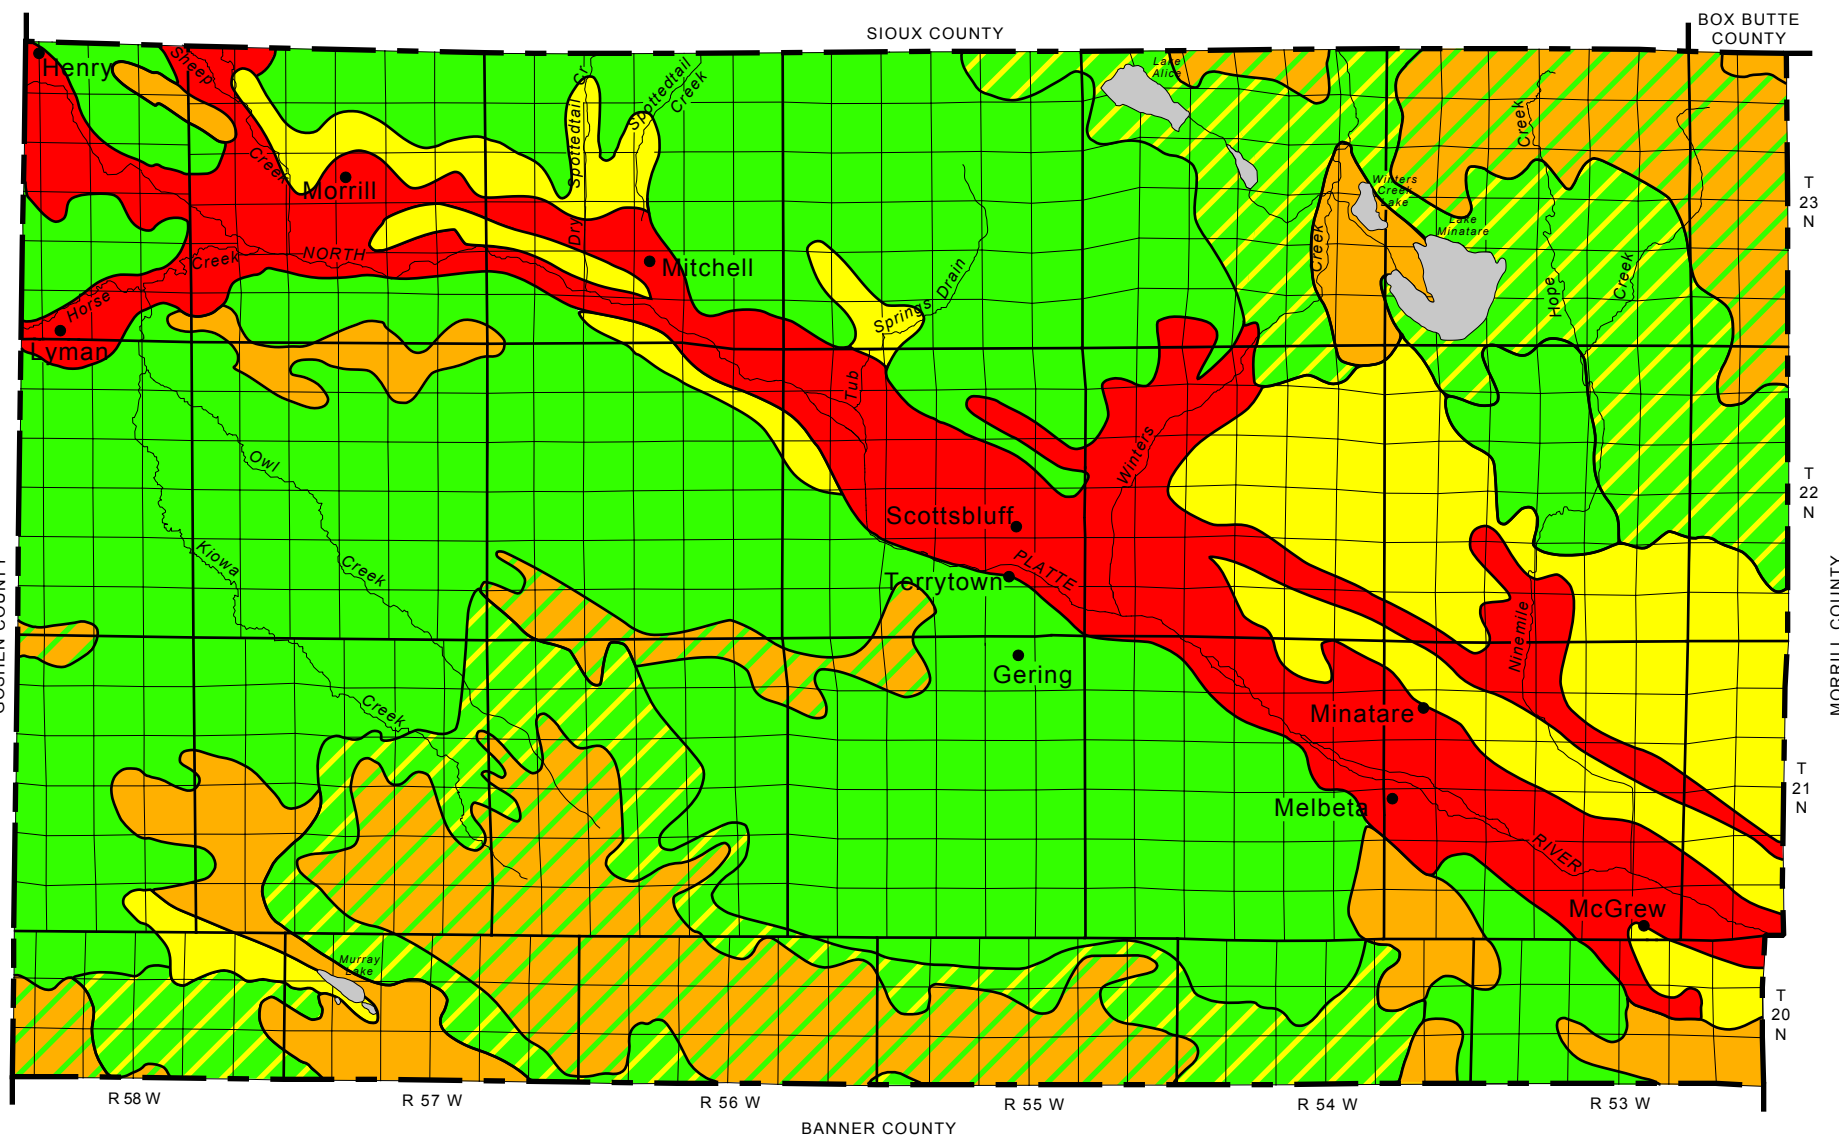 SIOUX COUNTY
BOX BUTTE
COUNTY
Henry
Sheep
Creek
Morrill
Spottedtail Cr
Dry
Spottedtail
Creek
Lake
Alice
Winters
Creek
Lake
Lake
Minatare
Creek
Creek
Hope
Creek
T
23
N
NORTH
Creek
Horse
Lyman
Mitchell
Springs Drain
Tub
Winters
Owl
Creek
Kiowa
Creek
Scottsbluff
PLATTE
Terrytown
Gering
Ninemile
T
22
N
Minatare
Melbeta
RIVER
McGrew
T
21
N
MORRILL COUNTY
Murray
Lake
T
20
N
R 58 W
R 57 W
R 56 W
R 55 W
R 54 W
R 53 W
BANNER COUNTY